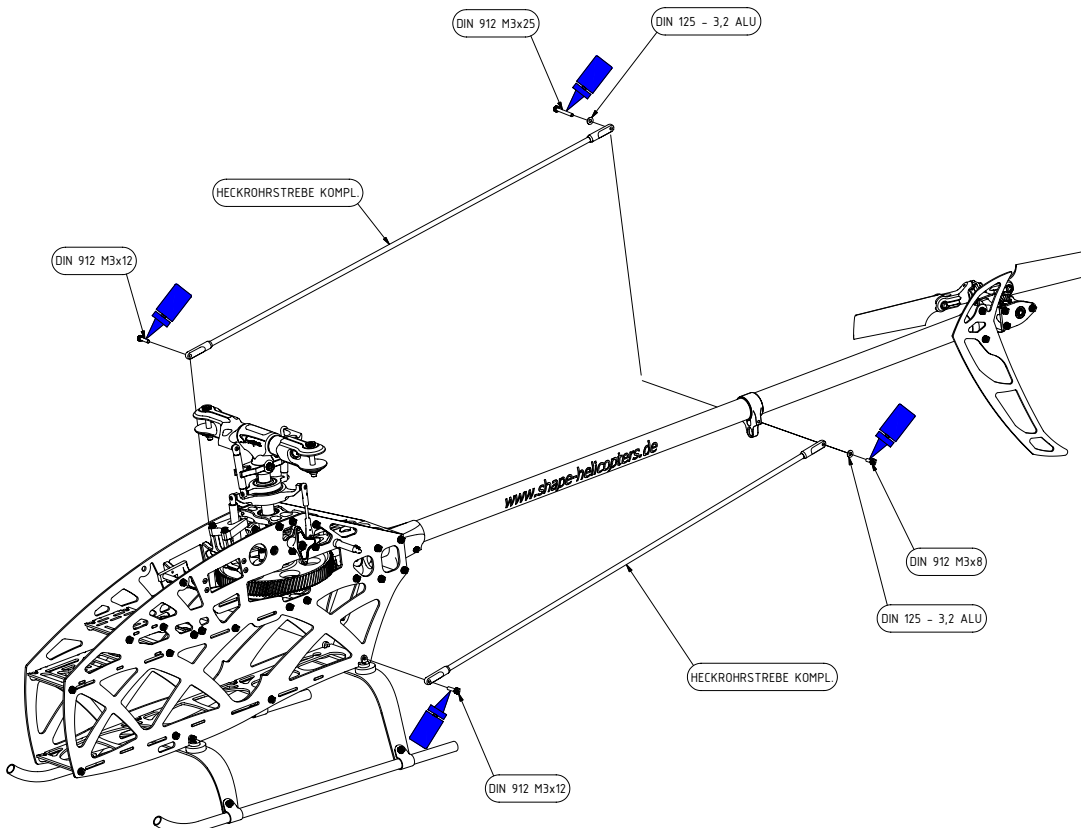 DIN 912 M3x25
DIN 125 - 3,2 ALU
HECKROHRSTREBE KOMPL.
DIN 912 M3x12
www.shape-helicopters.de
DIN 912 M3x8
DIN 125 - 3,2 ALU
HECKROHRSTREBE KOMPL.
DIN 912 M3x12